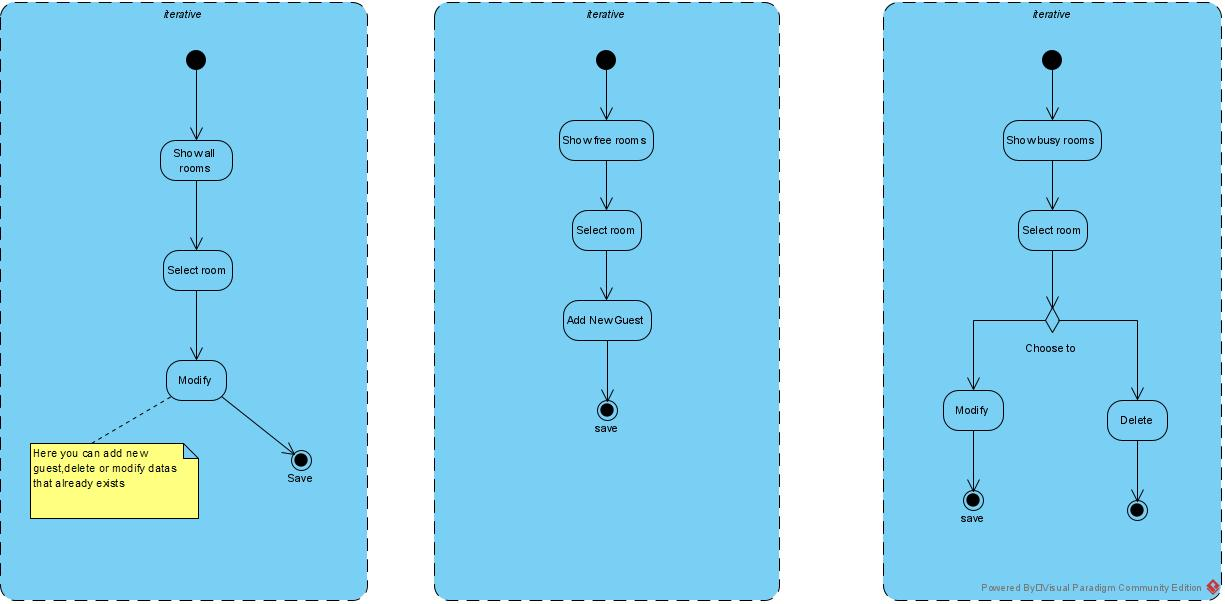 iterative
Show all
rooms
Select room
Modify
Here you can add new
guest,delete or modify datas
that already exists
Save
iterative
Show free rooms
Select room
Add New Guest
save
iterative
Show busy rooms
Select room
Choose to
Modify
Delete
save
Powered By Visual Paradigm Community Edition